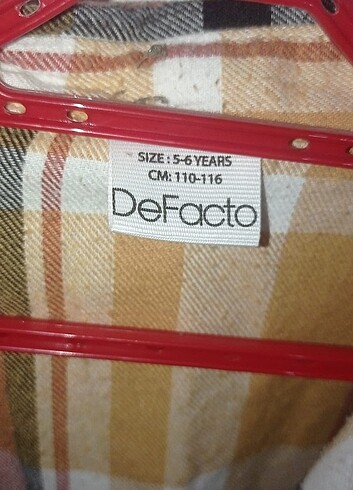 SIZE : 5-6 YEARS
CM: 110-116
DeFacto